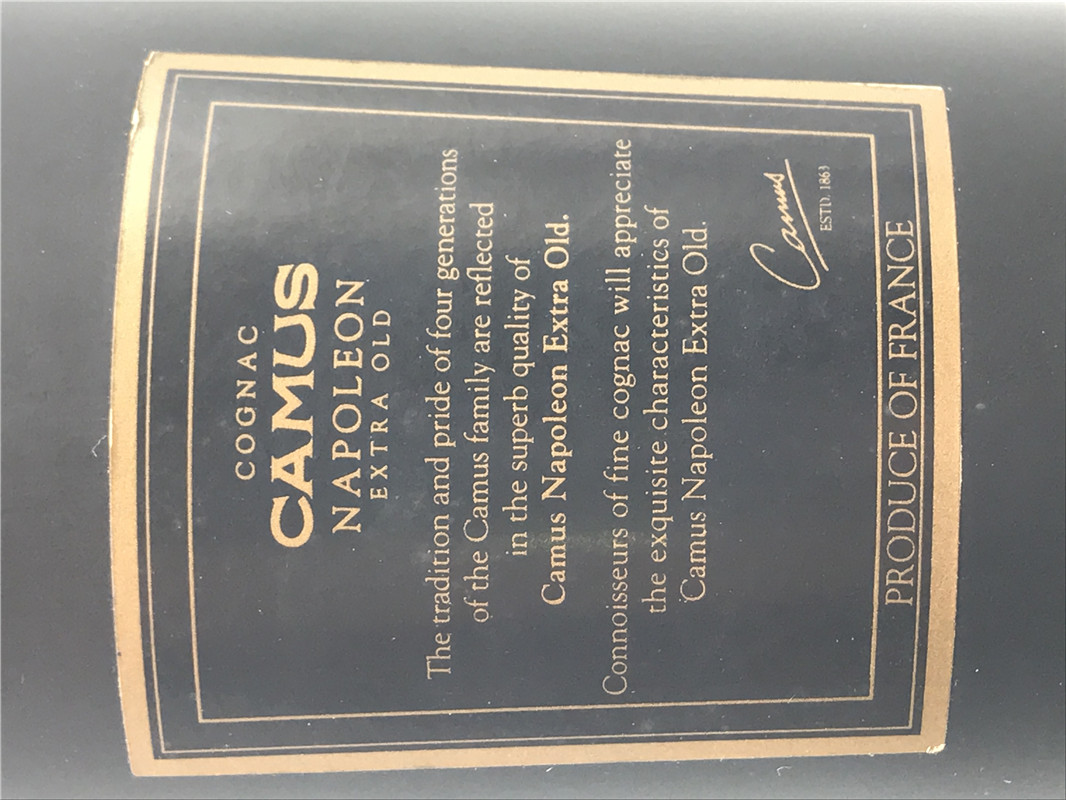 COGNAC
CAMUS
NAPOLEON
EXTRA OLD
The tradition and pride of four generations
of the Camus family are reflected
in the superb quality of
Camus Napoleon Extra Old.
Connoisseurs of fine cognac will appreciate
the exquisite characteristics of
Camus Napoleon Extra Old.
Camus
ESTD. 1863
PRODUCE OF FRANCE